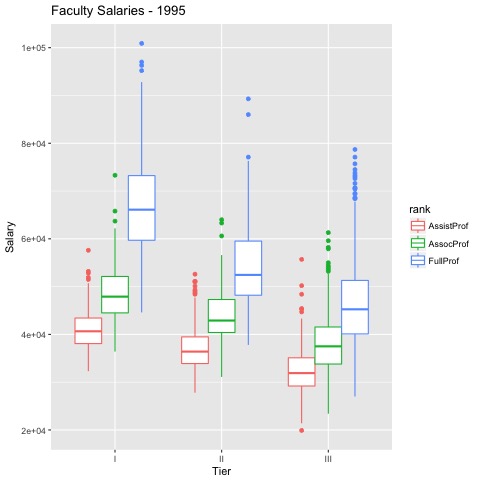 Faculty Salaries - 1995
1e+05
8e+04
6e+04
4e+04
2e+04
Salary
I
II
III
Tier
rank
AssistProf
AssocProf
FullProf